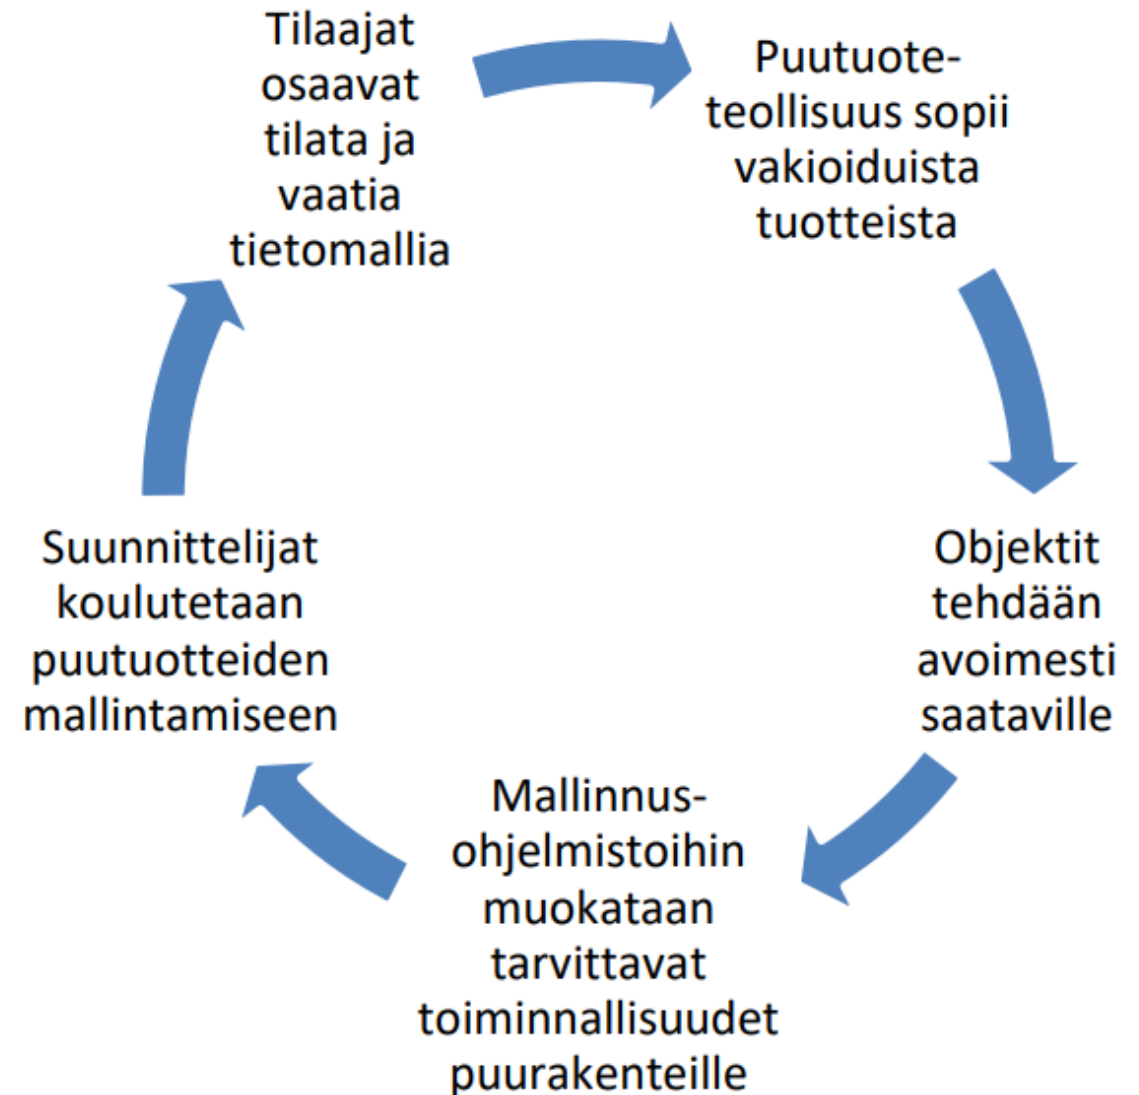 Tilaajat
osaavat
tilata ja
vaatia
tietomallia
Puutuote-
teollisuus sopii
vakioiduista
tuotteista
Objektit
tehdään
avoimesti
saataville
Mallinnus-
ohjelmistoihin
muokataan
tarvittavat
toiminnallisuudet
puurakenteille
Suunnittelijat
koulutetaan
puutuotteiden
mallintamiseen